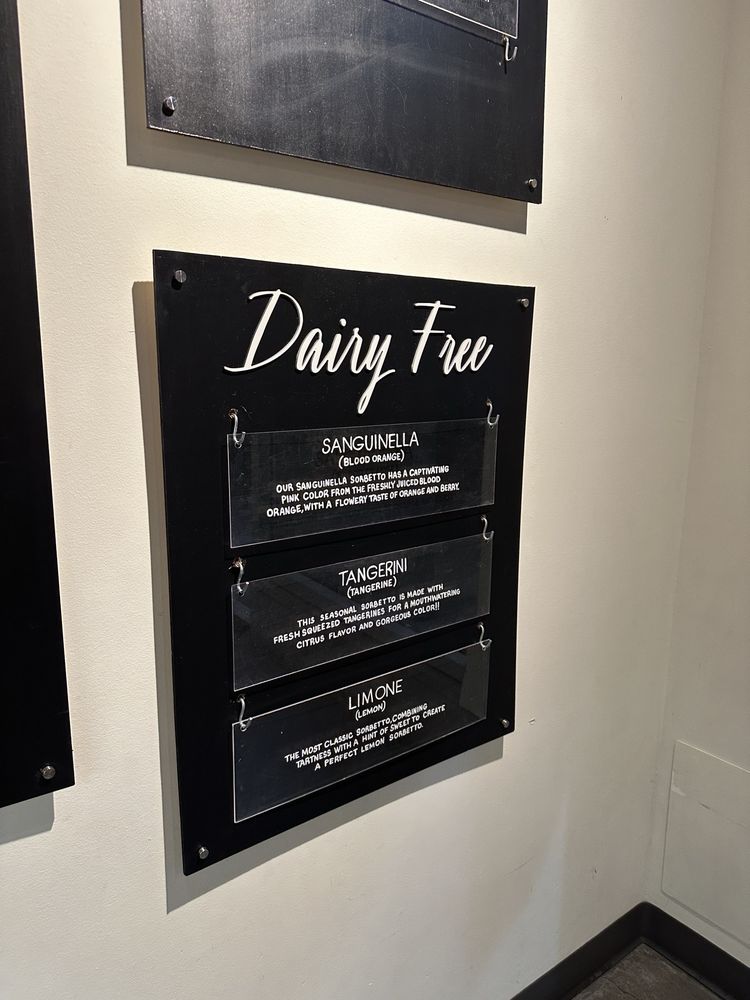 Dairy Free
SANGUINELLA
(BLOOD ORANGE)
OUR SANGUINELLA SORBETTO HAS A CAPTIVATING
PINK COLOR FROM THE FRESHLY JUICED BLOOD
ORANGE, WITH A FLOWERY TASTE OF ORANGE AND BERRY.
TANGERINI
(TANGERINE)
THIS SEASONAL SORBETTO IS MADE WITH
FRESH SQUEEZED TANGERINES FOR A MOUTHWATERING
CITRUS FLAVOR AND GORGEOUS COLOR!!
LIMONE
(LEMON)
THE MOST CLASSIC SORBETTO, COMBINING
TARTNESS WITH A HINT OF SWEET TO CREATE
A PERFECT LEMON SORBETTO.